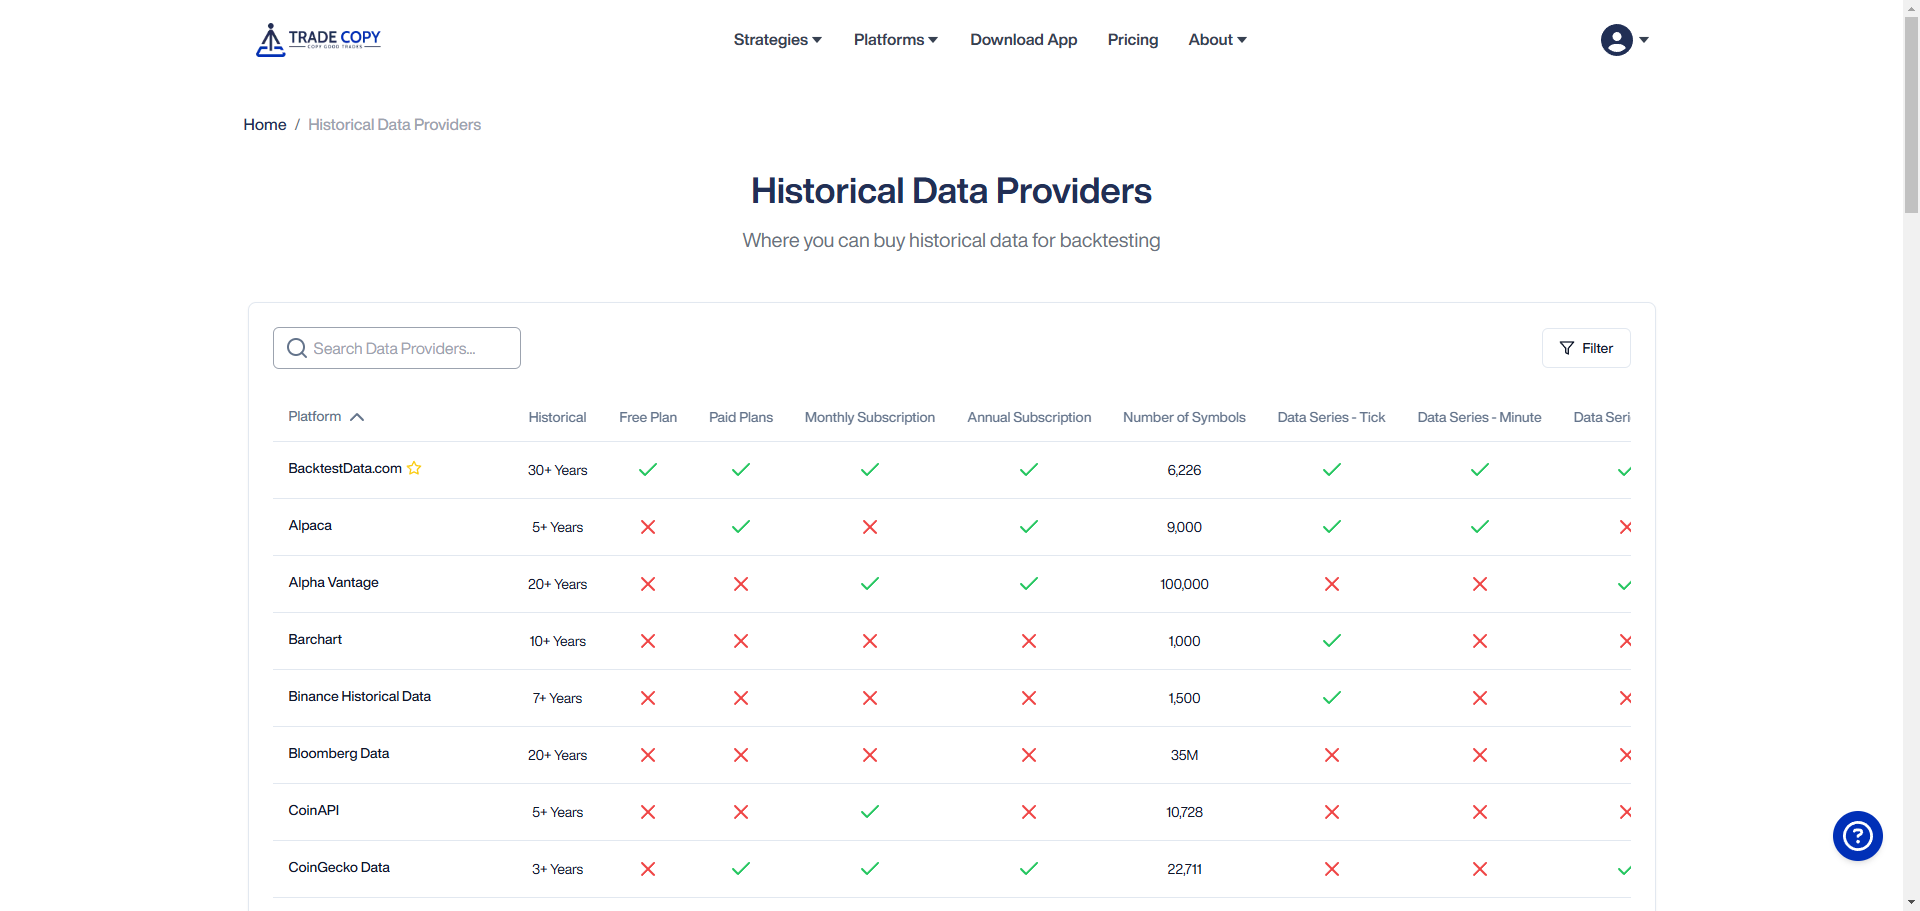 TRADE COPY
COPY GOOD TRADES
Strategies Platforms Download App Pricing About
Home / Historical Data Providers
Historical Data Providers
Where you can buy historical data for backtesting
Search Data Providers...
Filter
Platform Historical Free Plan Paid Plans Monthly Subscription Annual Subscription Number of Symbols Data Series - Tick Data Series - Minute Data Seri
BacktestData.com 30+ Years 6,226
Alpaca 5+ Years 9,000
Alpha Vantage 20+ Years 100,000
Barchart 10+ Years 1,000
Binance Historical Data 7+ Years 1,500
Bloomberg Data 20+ Years 35M
CoinAPI 5+ Years 10,728
CoinGecko Data 3+ Years 22,711